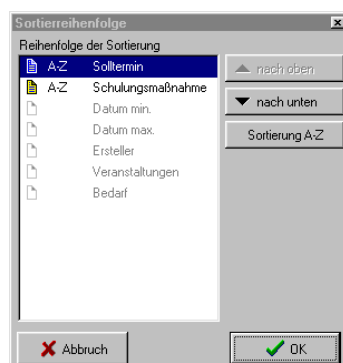 Sortierreihenfolge
Reihenfolge der Sortierung
A-Z Solltermin
A-Z Schulungsmaßnahme
Datum min.
Datum max.
Ersteller
Veranstaltungen
Bedarf
nach oben
nach unten
Sortierung A-Z
Abbruch
OK